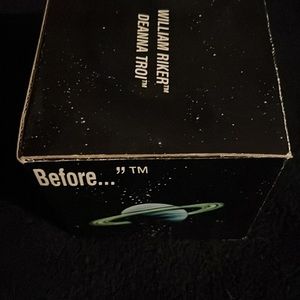 WILLIAM RIKER™
DEANNA TROI™
Before..."™